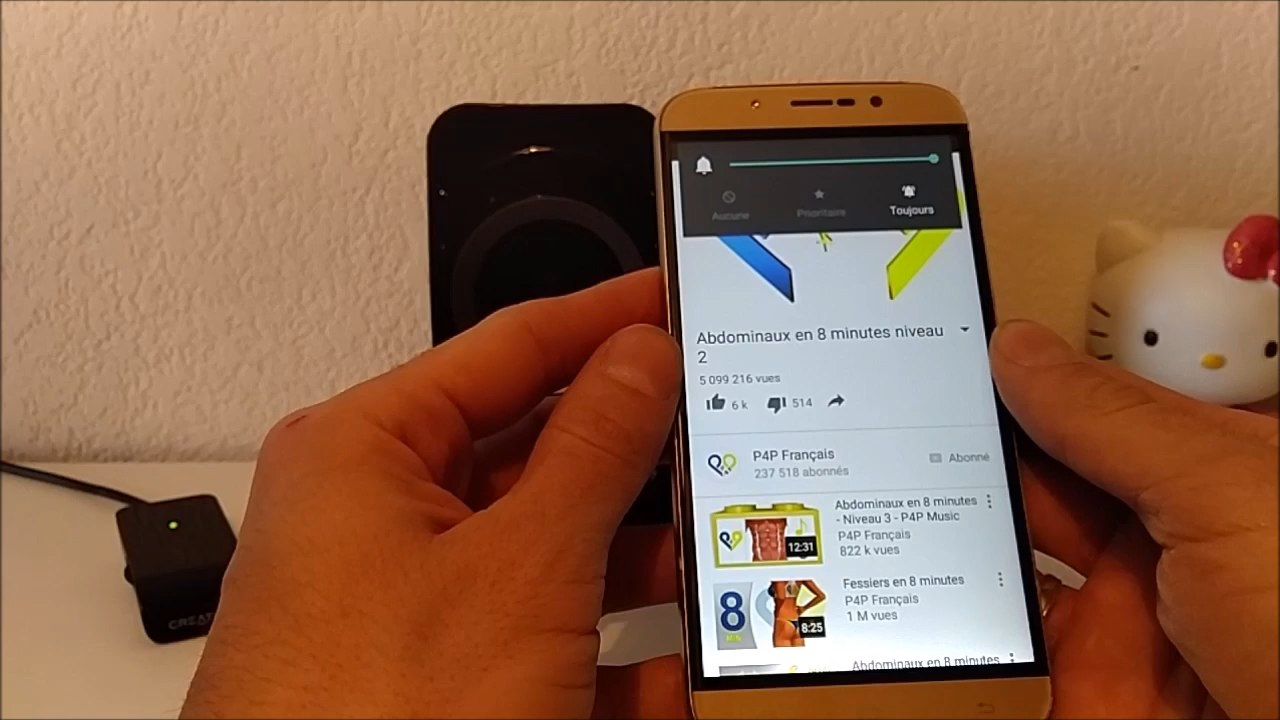 Aucune Prioritaire Toujours
Abdominaux en 8 minutes niveau
2
5 099 216 vues
6 k 514
P4P Français
237 518 abonnés
Abonné
Abdominaux en 8 minutes
- Niveau 3 - P4P Music
P4P Français
822 k vues
12:31
Fessiers en 8 minutes
P4P Français
1 M vues
8
MIN
8:25
Abdominaux en 8 minutes